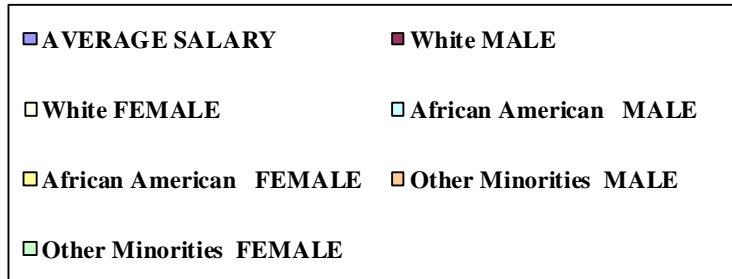 AVERAGE SALARY White MALE
White FEMALE African American MALE
African American FEMALE Other Minorities MALE
Other Minorities FEMALE